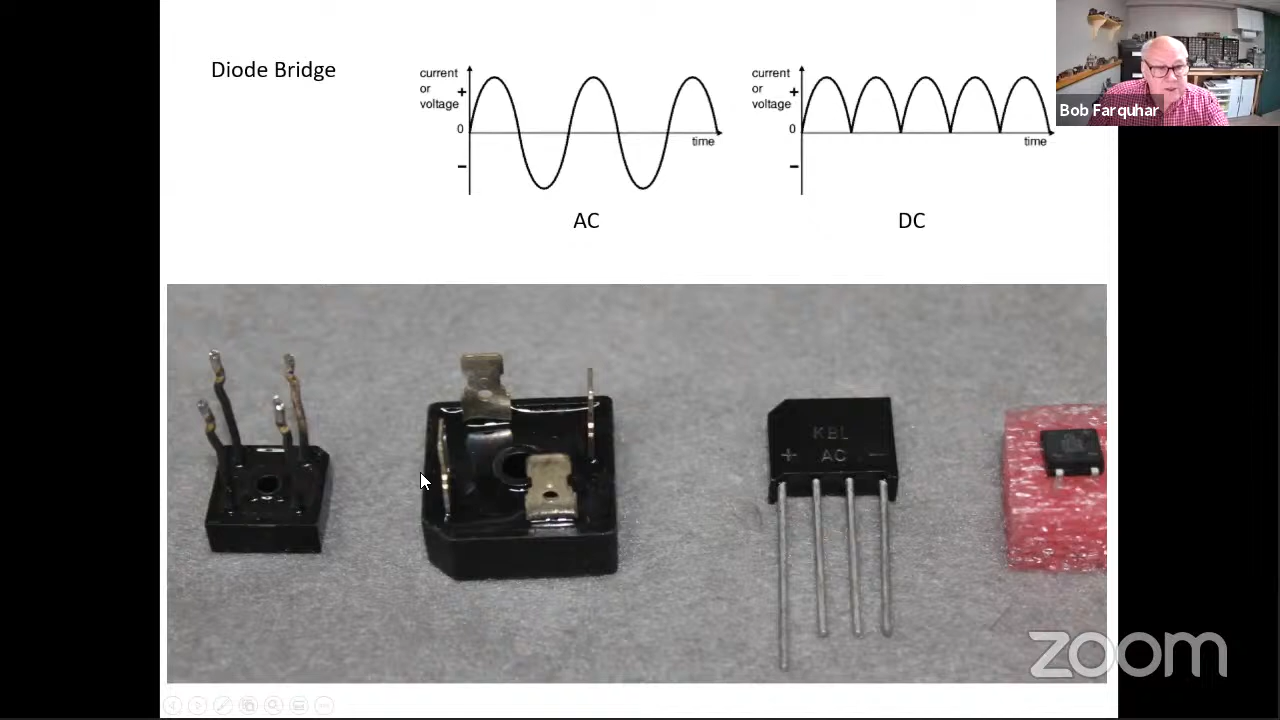 Diode Bridge
current
or
voltage
+
0
−
time
AC
current
or
voltage
+
0
−
time
DC
Bob Farquhar
KBL
+ AC −
zoom